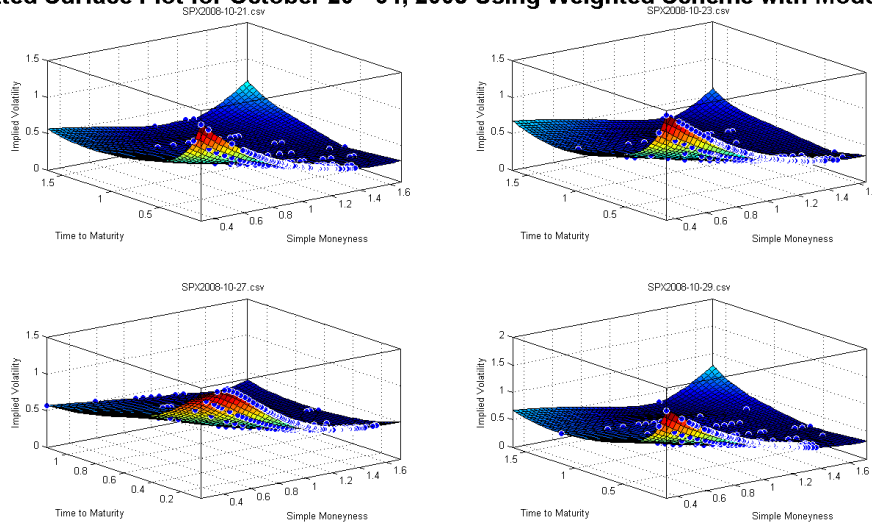 Surface Plot for October 20 - 31, 2008 Using Weighted Scheme with
SPX2008-10-21.csv
1.5
1
0.5
0
Implied Volatility
1.5
1
0.5
Time to Maturity
0.4 0.6 0.8 1 1.2 1.4 1.6
Simple Moneyness
SPX2008-10-23.csv
1.5
1
0.5
0
Implied Volatility
1.5
1
0.5
Time to Maturity
0.4 0.6 0.8 1 1.2 1.4
Simple Moneyness
SPX2008-10-27.csv
1.5
1
0.5
0
Implied Volatility
1 0.8 0.6 0.4 0.2
Time to Maturity
0.4 0.6 0.8 1 1.2 1.4 1.6
Simple Moneyness
SPX2008-10-29.csv
2
1.5
1
0.5
0
Implied Volatility
1.5
1
0.5
Time to Maturity
0.4 0.6 0.8 1 1.2 1.4 1.6
Simple Moneyness